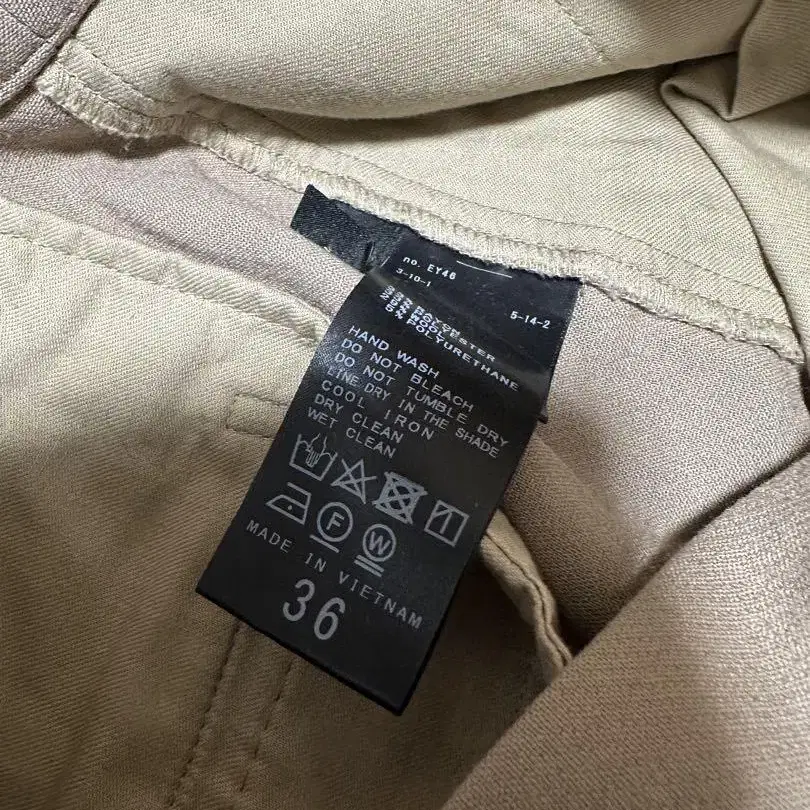 no. EY46
3-10-1
5-14-2
POLYURETHANE
HAND WASH
DO NOT BLEACH
DO NOT TUMBLE DRY
LINE DRY IN THE SHADE
COOL IRON
DRY CLEAN
WET CLEAN
F
W
MADE IN VIETNAM
36